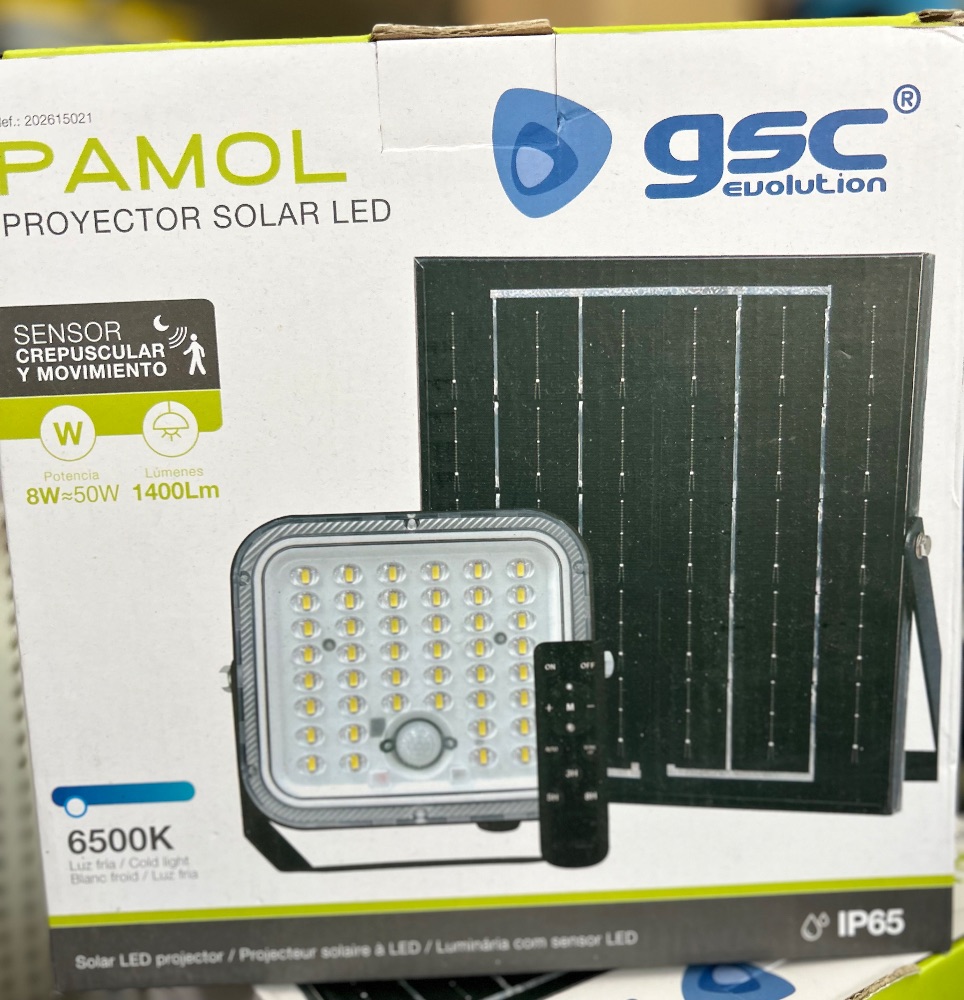 ef.: 202615021
PAMOL
PROYECTOR SOLAR LED
gsc®
evolution
SENSOR
CREPUSCULAR
Y MOVIMIENTO
W
Potencia
8W≈50W
Lúmenes
1400Lm
ON OFF
+ M -
6500K
Luz fría / Cold light
Blanc froid / Luz fria
IP65
Solar LED projector / Projecteur solaire à LED / Luminária com sensor LED